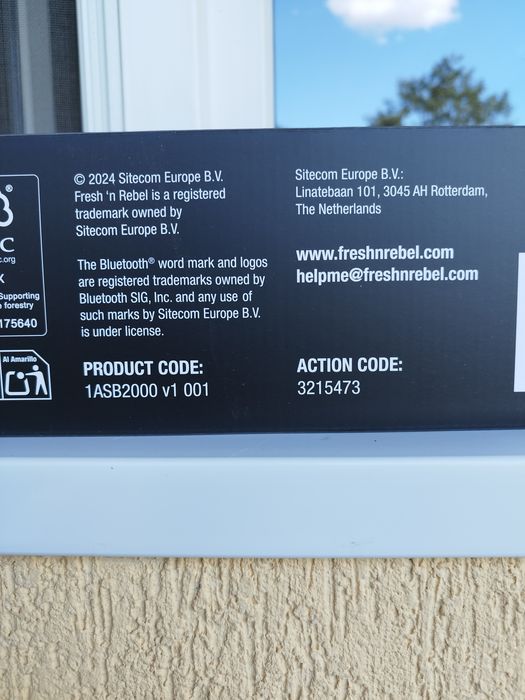 ®
C
c.org
X
Supporting
forestry
175640
Al Amarillo
© 2024 Sitecom Europe B.V.
Fresh 'n Rebel is a registered
trademark owned by
Sitecom Europe B.V.
The Bluetooth® word mark and logos
are registered trademarks owned by
Bluetooth SIG, Inc. and any use of
such marks by Sitecom Europe B.V.
is under license.
PRODUCT CODE:
1ASB2000 v1 001
Sitecom Europe B.V.:
Linatebaan 101, 3045 AH Rotterdam,
The Netherlands
www.freshnrebel.com
helpme@freshnrebel.com
ACTION CODE:
3215473